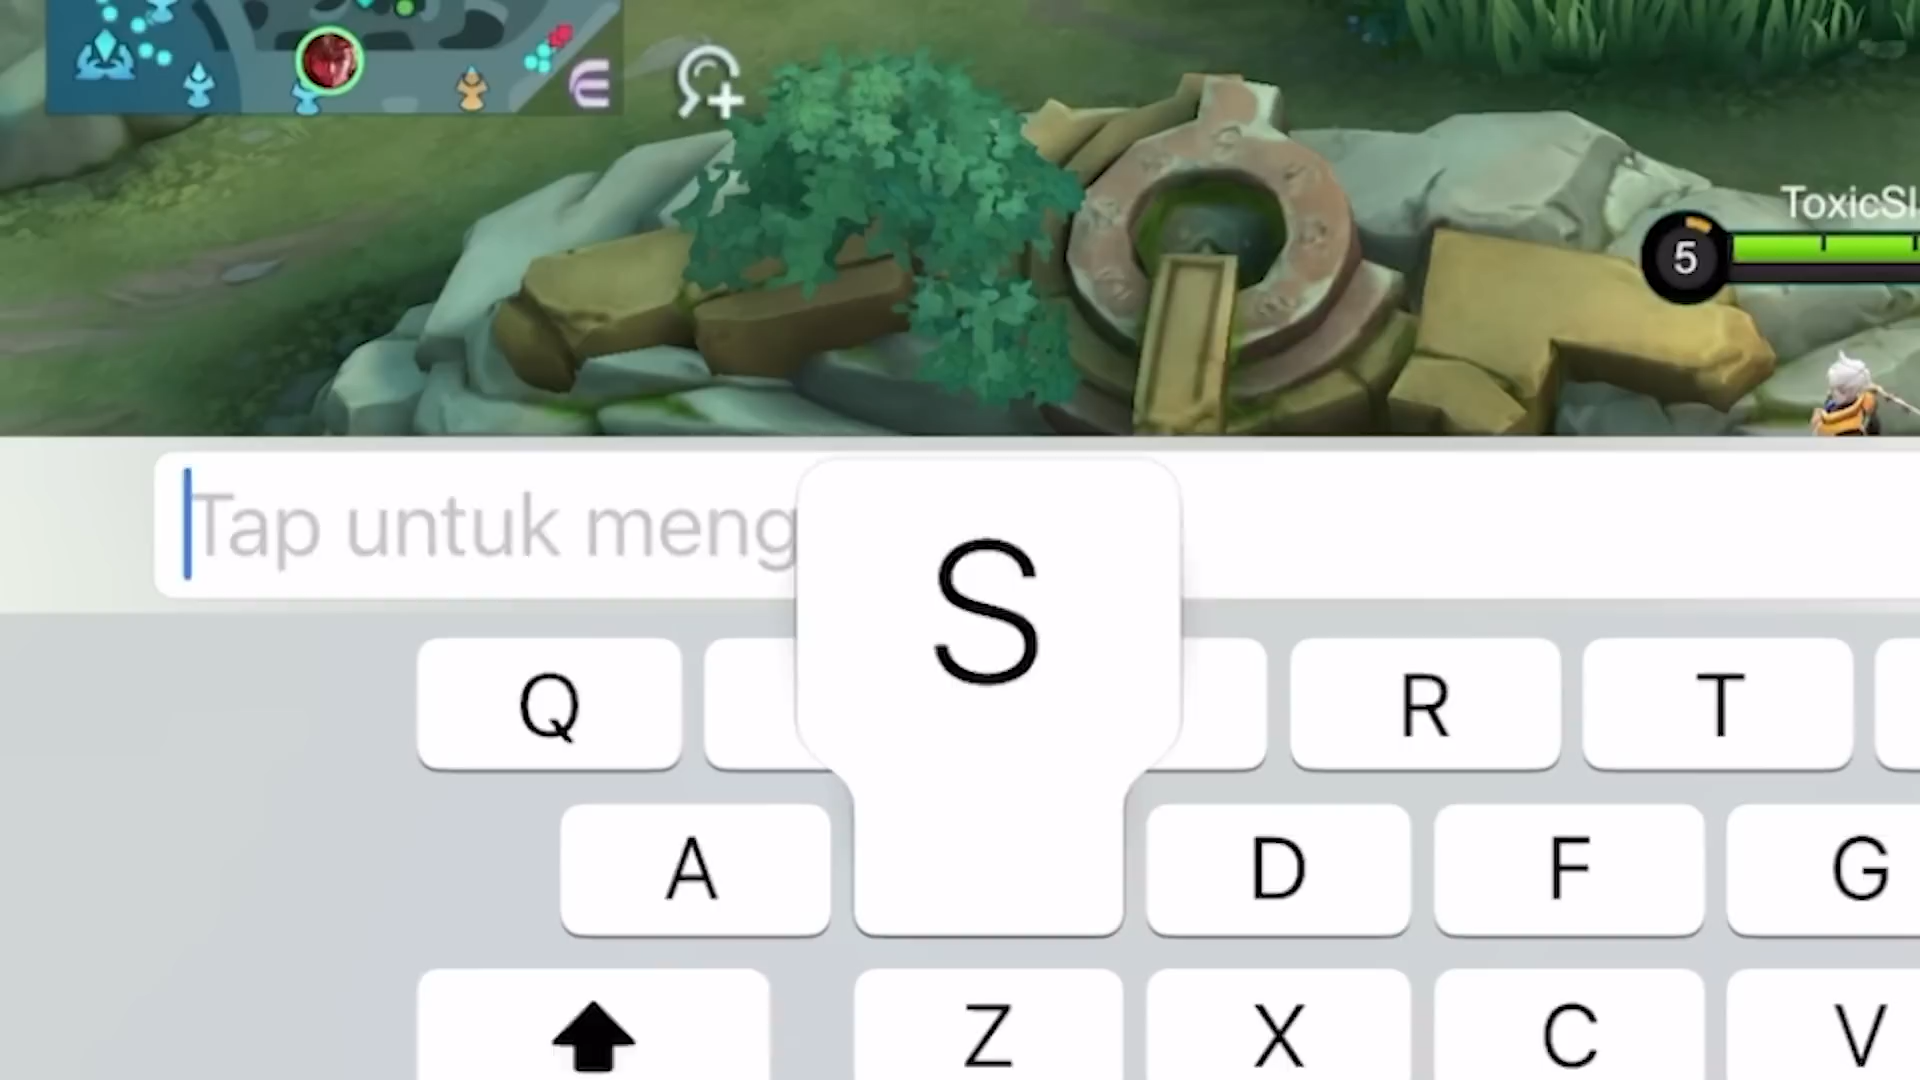 ToxicSl
5
Tap untuk meng
S
Q R T
A D F G
Z X C V